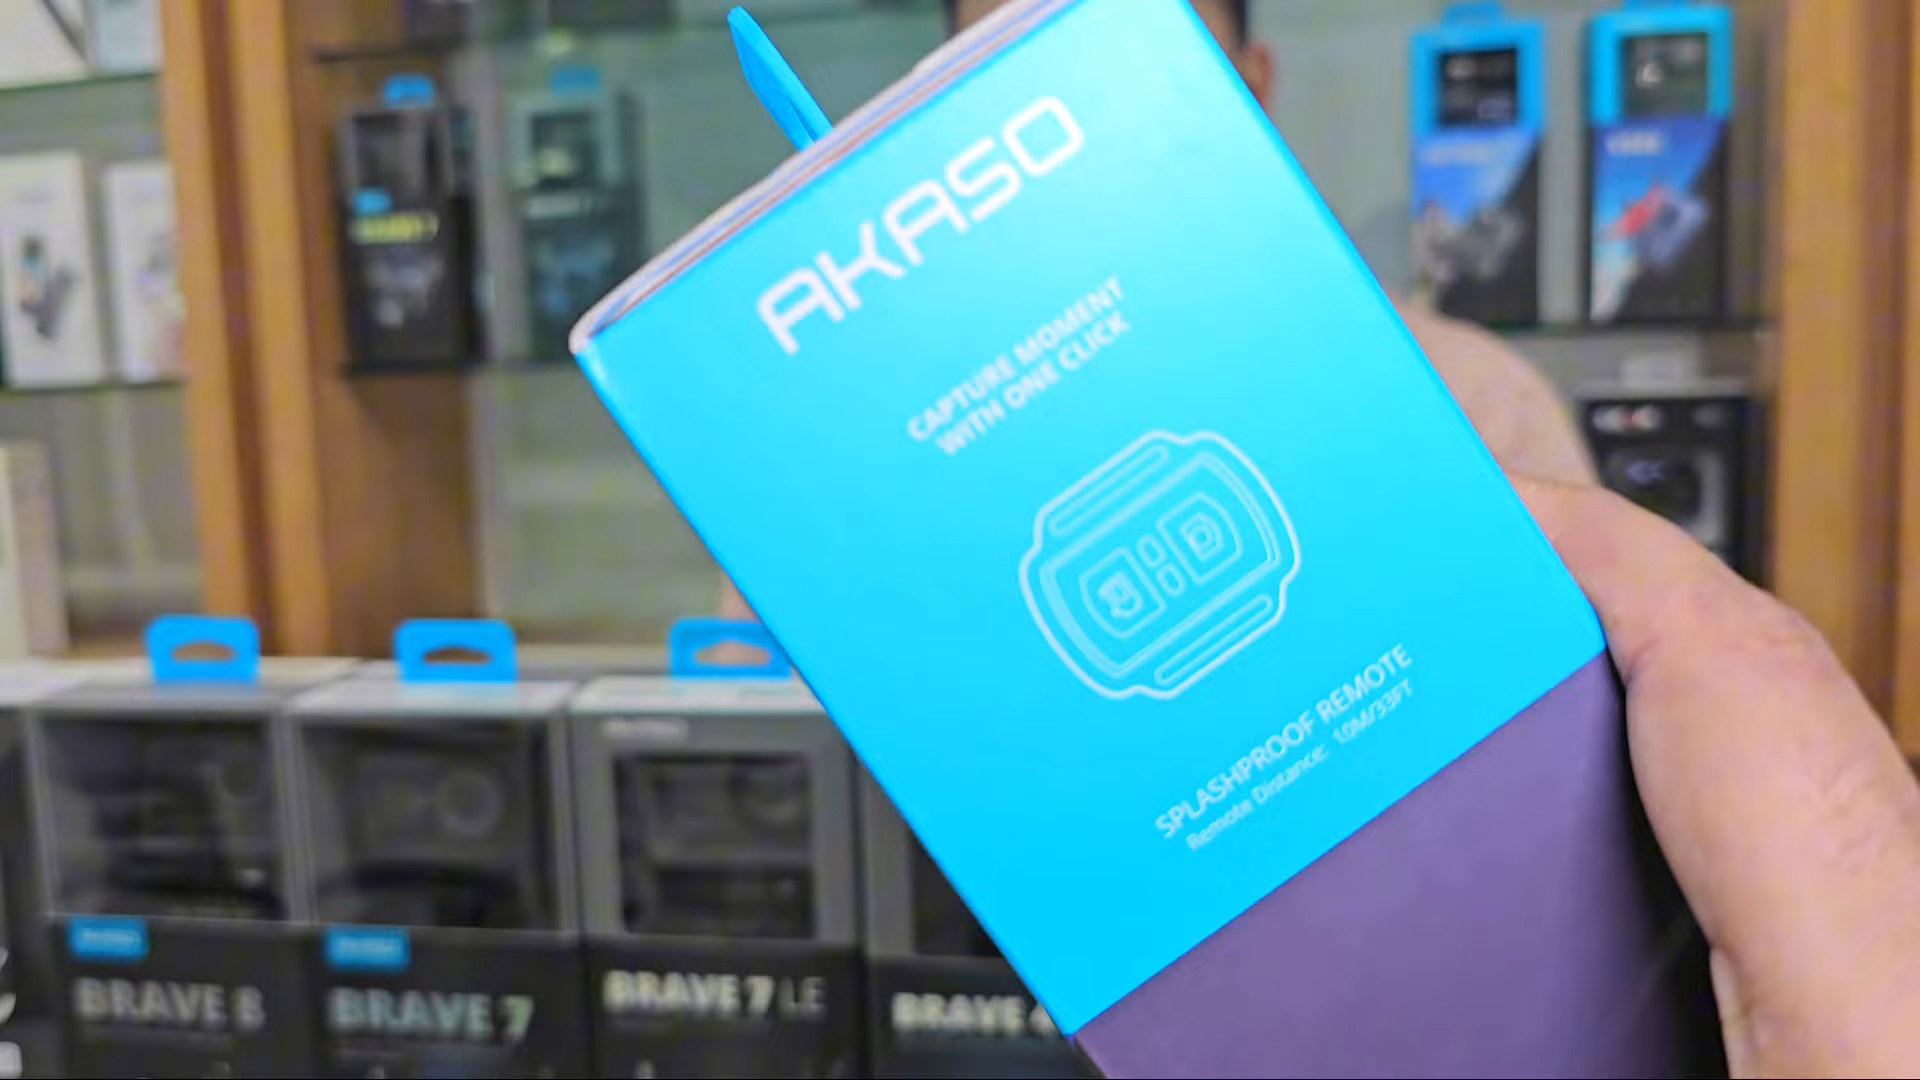 AKASO
CAPTURE MOMENT
WITH ONE CLICK
SPLASHPROOF REMOTE
Remote Distance: 10M/33FT
BRAVE 8
BRAVE 7
BRAVE 7 LE
BRAVE